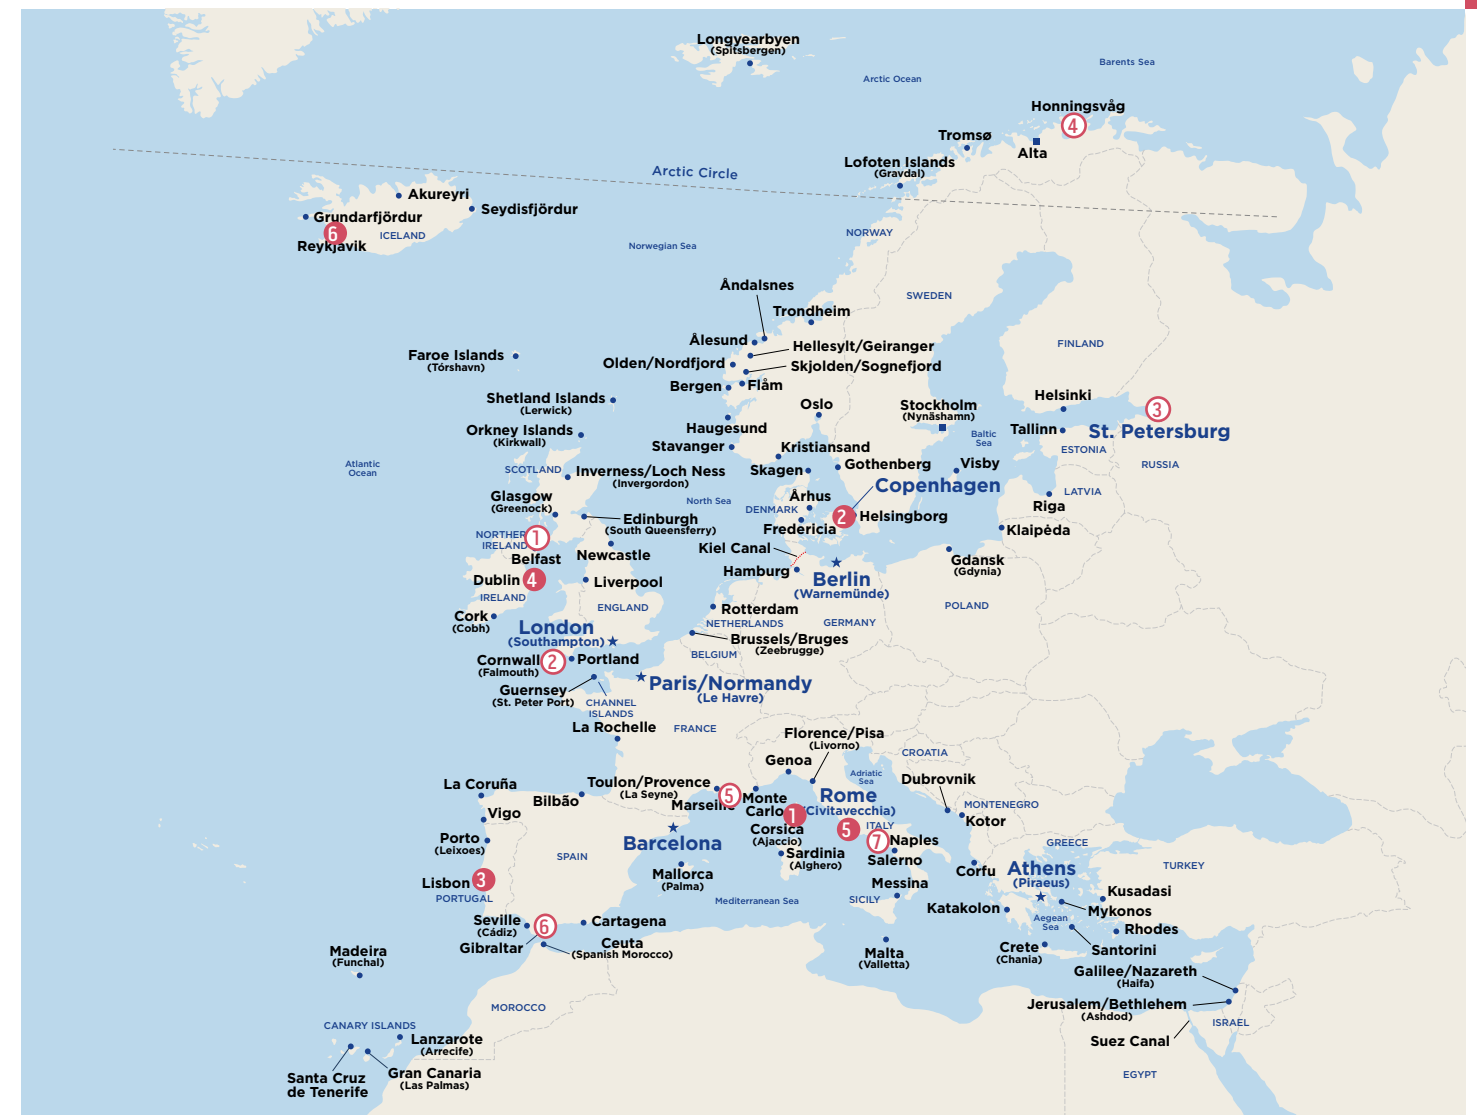 Longyearbyen
(Spitsbergen)
Barents Sea
Arctic Ocean
Honningsvåg
4
Tromsø
Alta
Lofoten Islands
(Gravdal)
Arctic Circle
Akureyri
Seydisfjördur
Grundarfjördur
6
Reykjavik
ICELAND
NORWAY
Norwegian Sea
Åndalsnes
SWEDEN
Trondheim
Ålesund
Hellesylt/Geiranger
FINLAND
Faroe Islands
(Tórshavn)
Olden/Nordfjord
Skjolden/Sognefjord
Bergen
Flåm
Shetland Islands
(Lerwick)
Oslo
Stockholm
(Nynäshamn)
Helsinki
3
Haugesund
Orkney Islands
(Kirkwall)
Tallinn
St. Petersburg
Baltic
Sea
Stavanger
Kristiansand
ESTONIA
Atlantic
Ocean
SCOTLAND
Inverness/Loch Ness
(Invergordon)
Skagen
Gothenberg
Visby
RUSSIA
Copenhagen
Glasgow
(Greenock)
North Sea
Århus
LATVIA
Riga
DENMARK
Edinburgh
(South Queensferry)
Fredericia
2
Helsingborg
Klaipėda
NORTHER
IRELAND
1
Belfast
Newcastle
Kiel Canal
Gdansk
(Gdynia)
Hamburg
Berlin
(Warnemünde)
Dublin
4
Liverpool
IRELAND
ENGLAND
Rotterdam
POLAND
Cork
(Cobh)
NETHERLANDS
GERMANY
London
(Southampton)
Brussels/Bruges
(Zeebrugge)
BELGIUM
Cornwall
(Falmouth)
2
Portland
Guernsey
(St. Peter Port)
Paris/Normandy
(Le Havre)
CHANNEL
ISLANDS
La Rochelle
FRANCE
Florence/Pisa
(Livorno)
Genoa
CROATIA
Adriatic
Sea
Dubrovnik
La Coruña
Toulon/Provence
(La Seyne)
Bilbão
Marseille
5
Monte
Carlo
1
Rome
(Civitavecchia)
MONTENEGRO
Kotor
Vigo
Corsica
(Ajaccio)
5
ITALY
Porto
(Leixoes)
Barcelona
7
Naples
GREECE
SPAIN
Sardinia
(Alghero)
Salerno
Corfu
Athens
(Piraeus)
TURKEY
Lisbon
3
Mallorca
(Palma)
Messina
Kusadasi
PORTUGAL
Mediterranean Sea
SICILY
Katakolon
Mykonos
Seville
(Cádiz)
6
Cartagena
Aegean
Sea
Rhodes
Gibraltar
Ceuta
(Spanish Morocco)
Madeira
(Funchal)
Malta
(Valletta)
Crete
(Chania)
Santorini
Galilee/Nazareth
(Haifa)
MOROCCO
Jerusalem/Bethlehem
(Ashdod)
CANARY ISLANDS
ISRAEL
Lanzarote
(Arrecife)
Suez Canal
Gran Canaria
(Las Palmas)
Santa Cruz
de Tenerife
EGYPT